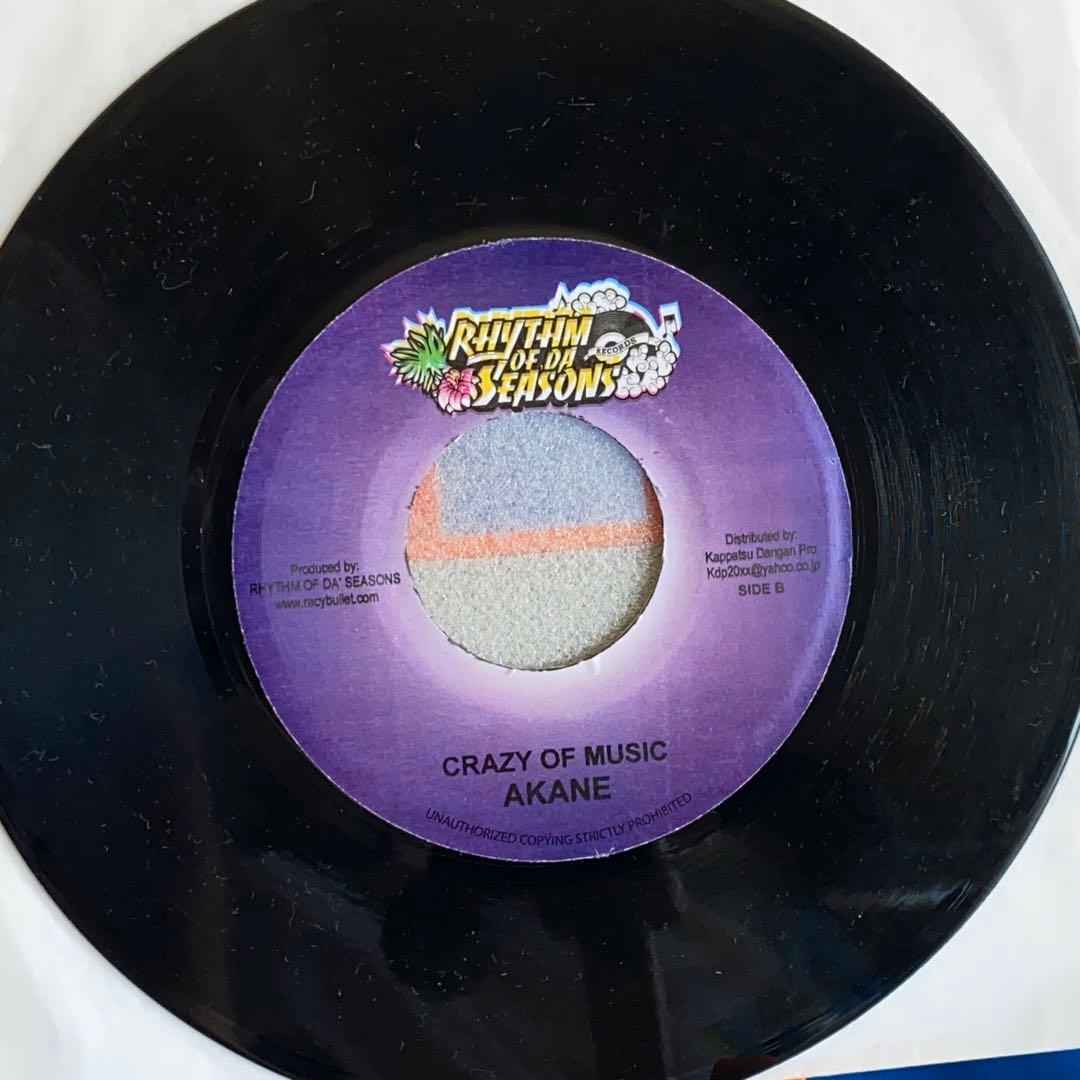 RHYTHM
OF DA
SEASONS
RECORDS
Produced by:
RHYTHM OF DA' SEASONS
www.racybullet.com
Distributed by:
Kappatsu Dangan Pro
Kdp20xx@yahoo.co.jp
SIDE B
CRAZY OF MUSIC
AKANE
UNAUTHORIZED COPYING STRICTLY PROHIBITED